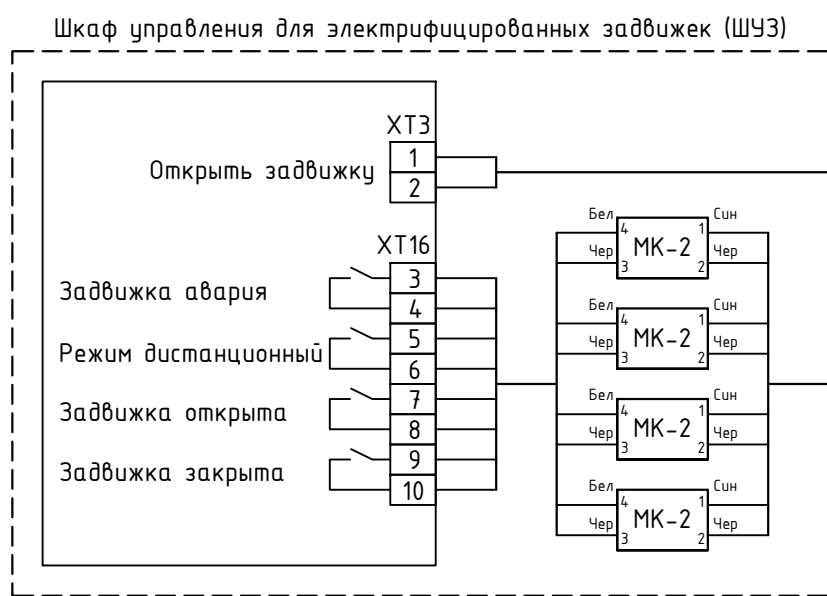 Шкаф управления для электрифицированных задвижек (ШУЗ)
XT3
Открыть задвижку
1
2
XT16
Задвижка авария
3
4
Режим дистанционный
5
6
Задвижка открыта
7
8
Задвижка закрыта
9
10
Бел 4 1 Син
МК-2
Чер 3 2 Чер
Бел 4 1 Син
МК-2
Чер 3 2 Чер
Бел 4 1 Син
МК-2
Чер 3 2 Чер
Бел 4 1 Син
МК-2
Чер 3 2 Чер